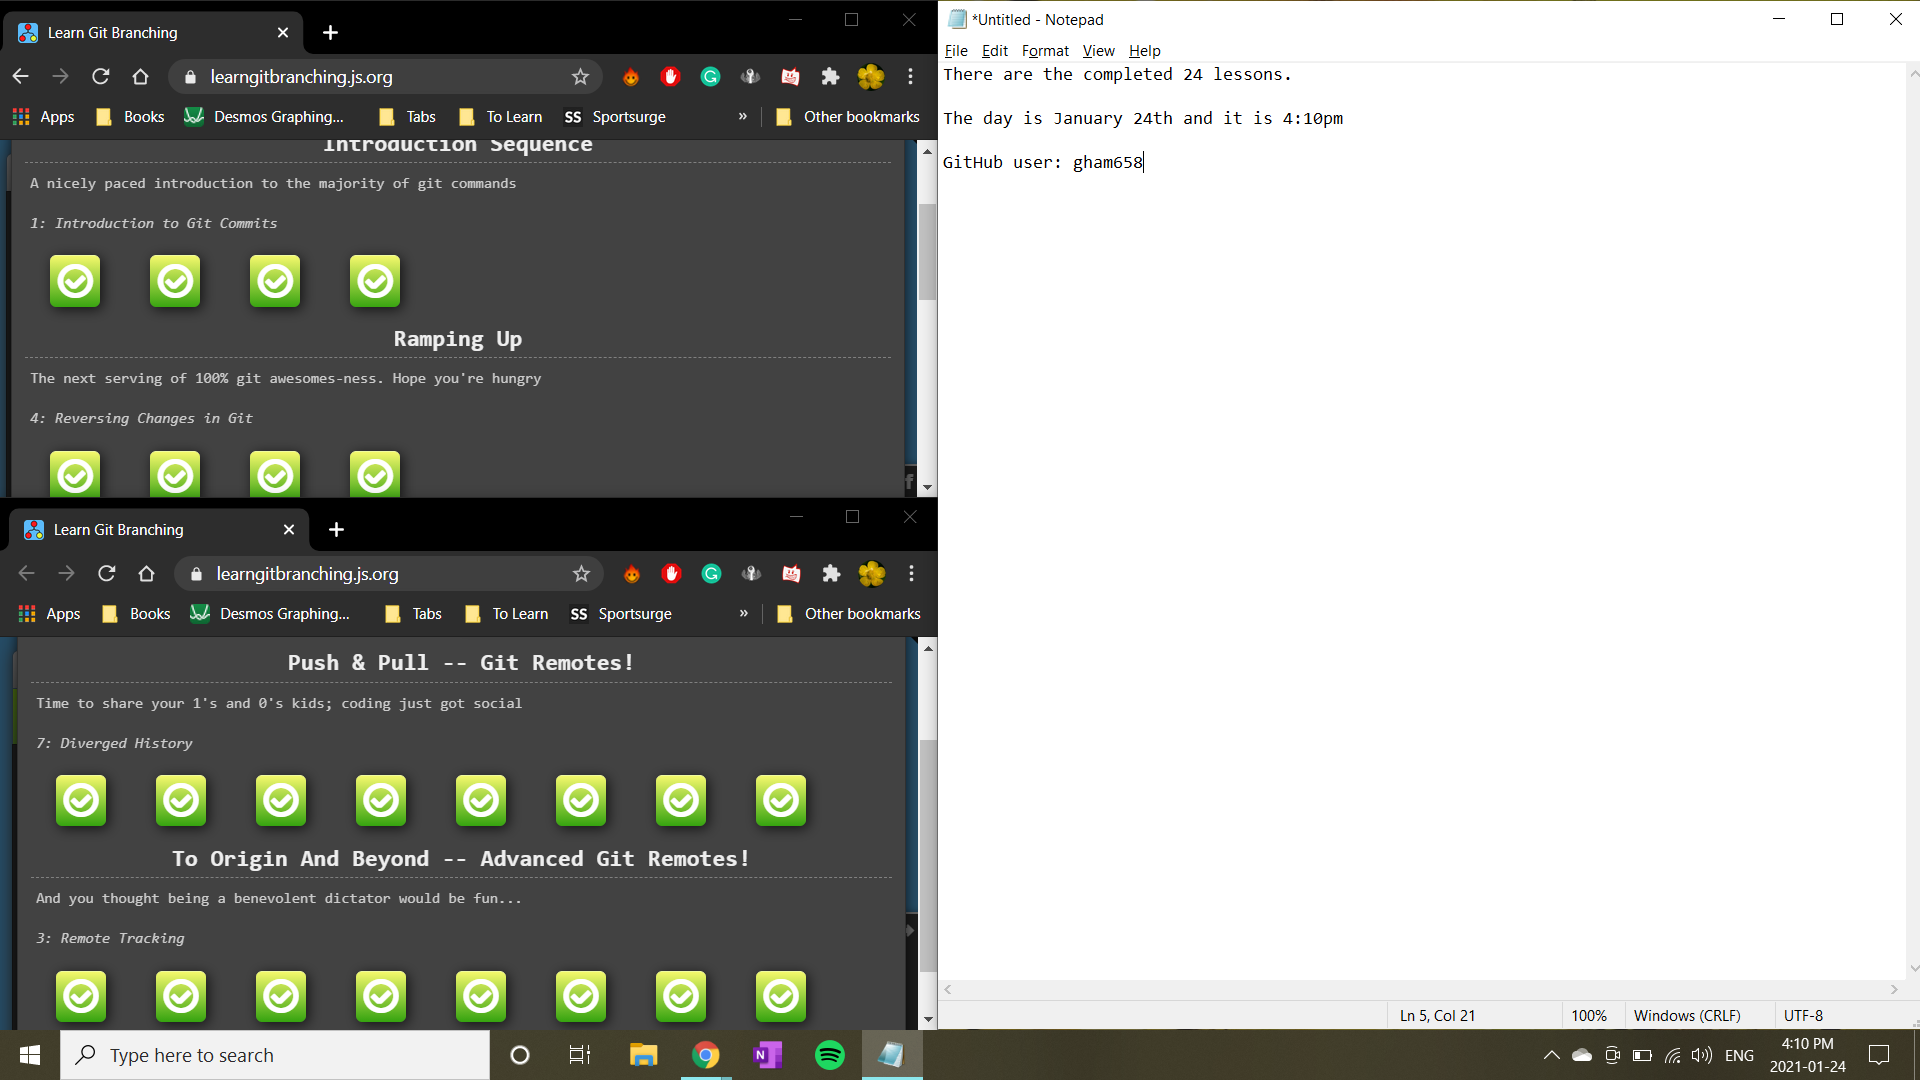 Learn Git Branching
learngitbranching.js.org
Apps Books Desmos Graphing... Tabs To Learn SS Sportsurge » Other bookmarks
Introduction Sequence
A nicely paced introduction to the majority of git commands
1: Introduction to Git Commits
Ramping Up
The next serving of 100% git awesomes-ness. Hope you're hungry
4: Reversing Changes in Git
Learn Git Branching
learngitbranching.js.org
Apps Books Desmos Graphing... Tabs To Learn SS Sportsurge » Other bookmarks
Push & Pull -- Git Remotes!
Time to share your 1's and 0's kids; coding just got social
7: Diverged History
To Origin And Beyond -- Advanced Git Remotes!
And you thought being a benevolent dictator would be fun...
3: Remote Tracking
*Untitled - Notepad
File Edit Format View Help
There are the completed 24 lessons.
The day is January 24th and it is 4:10pm
GitHub user: gham658
Ln 5, Col 21 100% Windows (CRLF) UTF-8
Type here to search
ENG
4:10 PM
2021-01-24